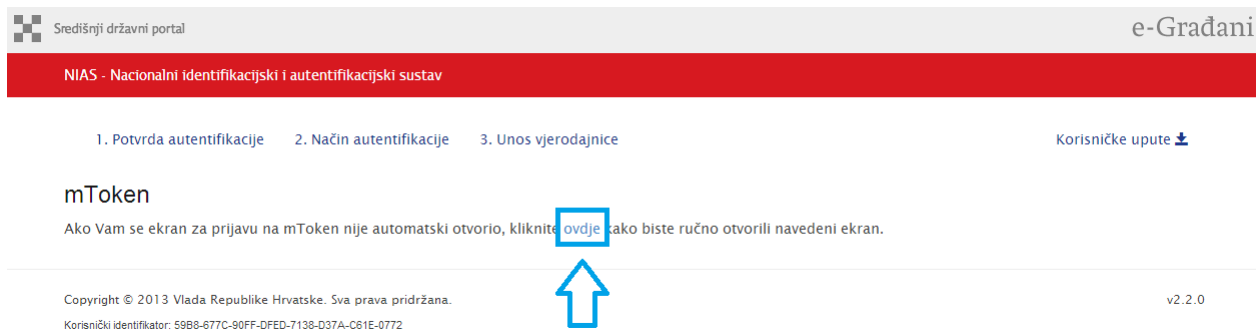 Središnji državni portal
e-Građani
NIAS - Nacionalni identifikacijski i autentifikacijski sustav
1. Potvrda autentifikacije 2. Način autentifikacije 3. Unos vjerodajnice
Korisničke upute
mToken
Ako Vam se ekran za prijavu na mToken nije automatski otvorio, kliknite ovdje kako biste ručno otvorili navedeni ekran.
Copyright © 2013 Vlada Republike Hrvatske. Sva prava pridržana.
v2.2.0
Korisnički identifikator: 59B8-677C-90FF-DFED-7138-D37A-C61E-0772